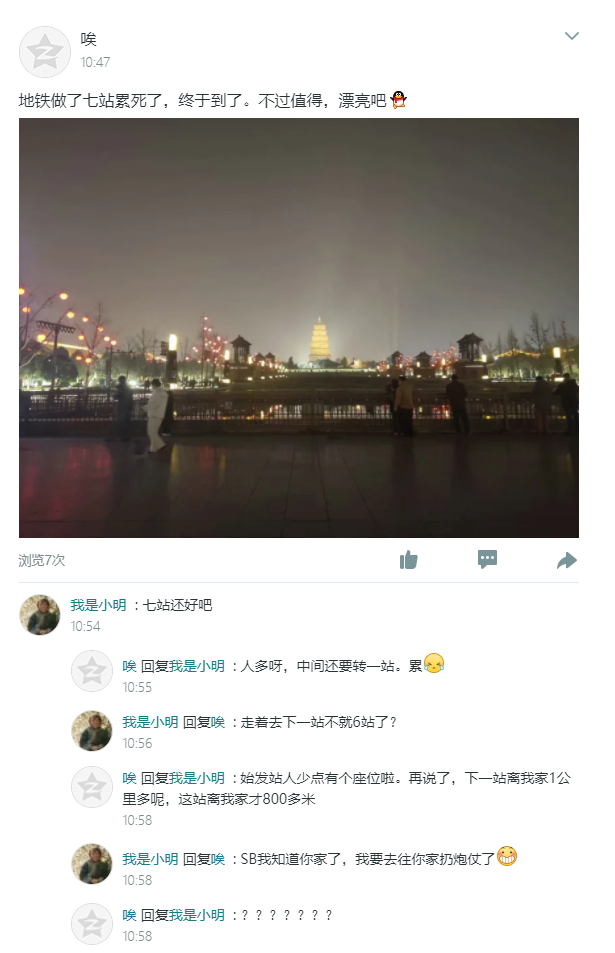 唉
10:47
地铁做了七站累死了，终于到了。不过值得，漂亮吧
浏览7次
我是小明 ：七站还好吧
10:54
唉 回复我是小明 ：人多呀，中间还要转一站。累
10:55
我是小明 回复唉 ：走着去下一站不就6站了？
10:56
唉 回复我是小明 ：始发站人少点有个座位啦。再说了，下一站离我家1公
里多呢，这站离我家才800多米
10:58
我是小明 回复唉 ：SB我知道你家了，我要去往你家扔炮仗了
10:58
唉 回复我是小明 ：？？？？？？？
10:58